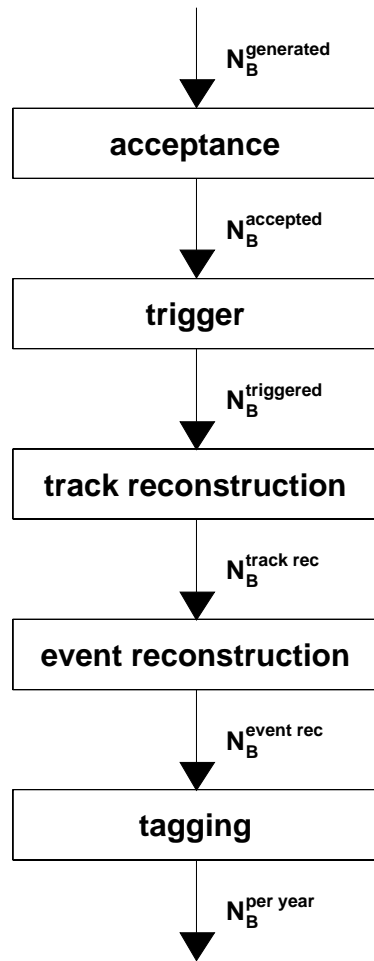 N_B^generated
acceptance
N_B^accepted
trigger
N_B^triggered
track reconstruction
N_B^track rec
event reconstruction
N_B^event rec
tagging
N_B^per year